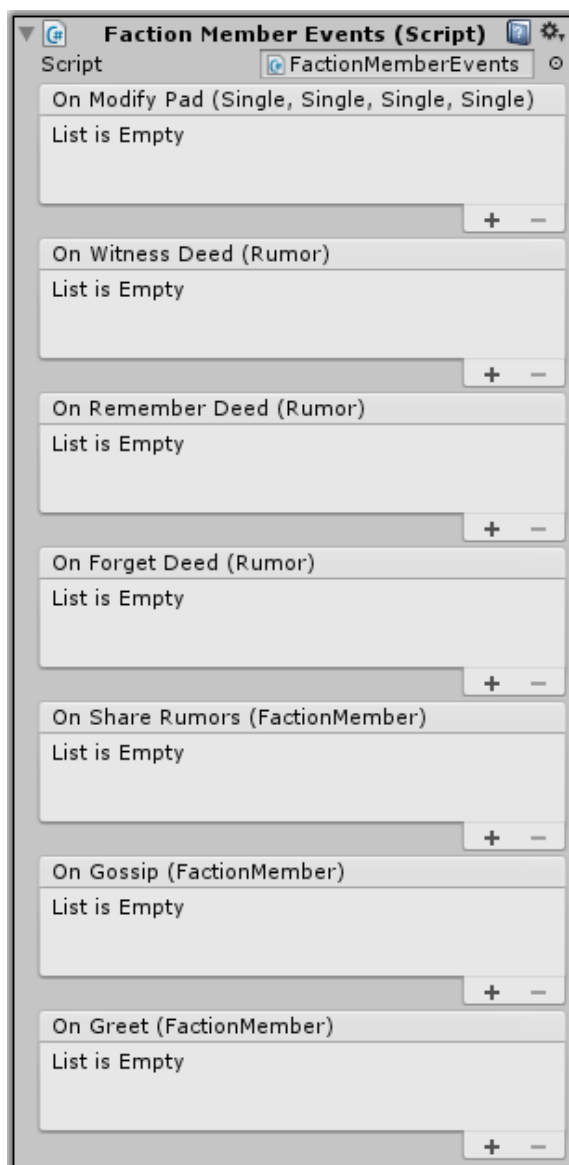 Faction Member Events (Script)
Script FactionMemberEvents
On Modify Pad (Single, Single, Single, Single)
List is Empty
+ −
On Witness Deed (Rumor)
List is Empty
+ −
On Remember Deed (Rumor)
List is Empty
+ −
On Forget Deed (Rumor)
List is Empty
+ −
On Share Rumors (FactionMember)
List is Empty
+ −
On Gossip (FactionMember)
List is Empty
+ −
On Greet (FactionMember)
List is Empty
+ −